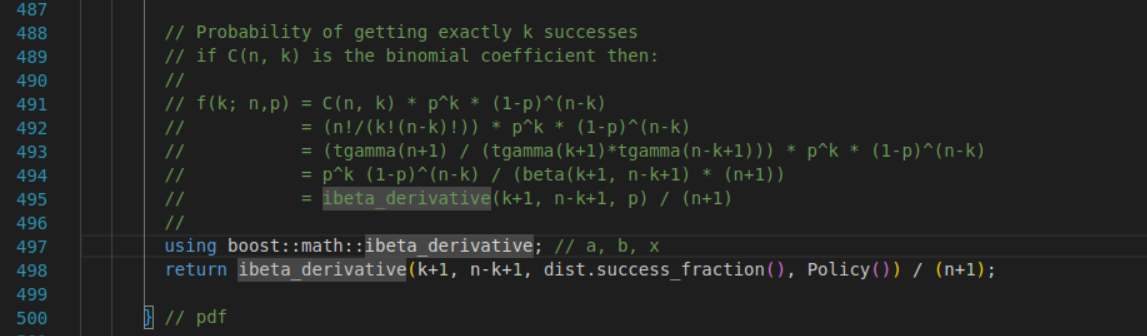 487
488 // Probability of getting exactly k successes
489 // if C(n, k) is the binomial coefficient then:
490 //
491 // f(k; n,p) = C(n, k) * p^k * (1-p)^(n-k)
492 // = (n!/(k!(n-k)!)) * p^k * (1-p)^(n-k)
493 // = (tgamma(n+1) / (tgamma(k+1)*tgamma(n-k+1))) * p^k * (1-p)^(n-k)
494 // = p^k (1-p)^(n-k) / (beta(k+1, n-k+1) * (n+1))
495 // = ibeta_derivative(k+1, n-k+1, p) / (n+1)
496 //
497 using boost::math::ibeta_derivative; // a, b, x
498 return ibeta_derivative(k+1, n-k+1, dist.success_fraction(), Policy()) / (n+1);
499
500 } // pdf